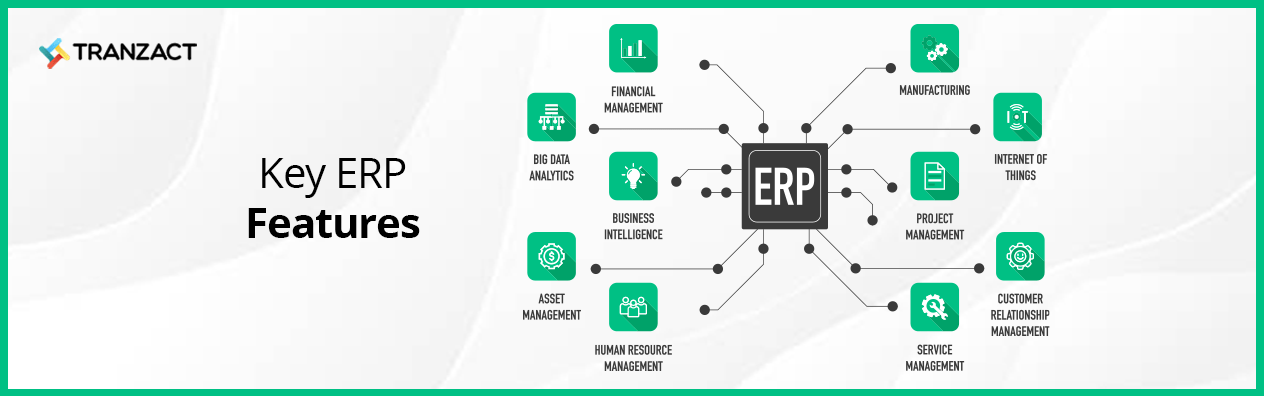 TRANZACT
Key ERP
Features
FINANCIAL
MANAGEMENT
BIG DATA
ANALYTICS
BUSINESS
INTELLIGENCE
ASSET
MANAGEMENT
HUMAN RESOURCE
MANAGEMENT
ERP
MANUFACTURING
IOT
INTERNET OF
THINGS
PROJECT
MANAGEMENT
CUSTOMER
RELATIONSHIP
MANAGEMENT
SERVICE
MANAGEMENT
$